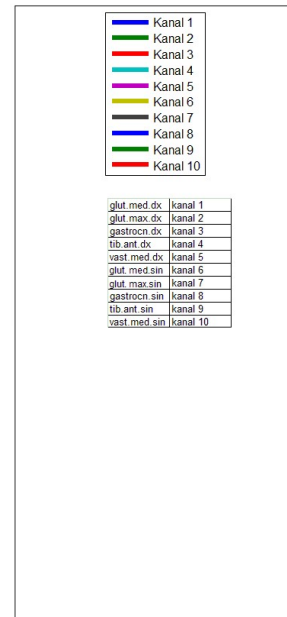 Kanal 1
Kanal 2
Kanal 3
Kanal 4
Kanal 5
Kanal 6
Kanal 7
Kanal 8
Kanal 9
Kanal 10
glut.med.dx kanal 1
glut.max.dx kanal 2
gastrocn.dx kanal 3
tib.ant.dx kanal 4
vast.med.dx kanal 5
glut.med.sin kanal 6
glut.max.sin kanal 7
gastrocn.sin kanal 8
tib.ant.sin kanal 9
vast.med.sin kanal 10